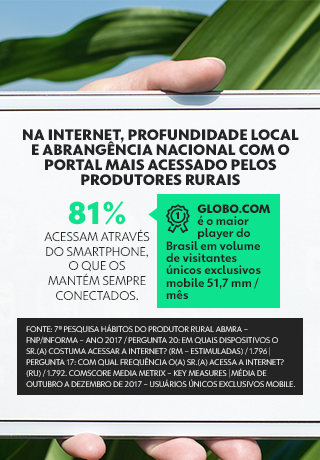 NA INTERNET, PROFUNDIDADE LOCAL
E ABRANGÊNCIA NACIONAL COM O
PORTAL MAIS ACESSADO PELOS
PRODUTORES RURAIS
81%
ACESSAM ATRAVÉS
DO SMARTPHONE,
O QUE OS
MANTÉM SEMPRE
CONECTADOS.
1
GLOBO.COM
é o maior
player do
Brasil em volume
de visitantes
únicos exclusivos
mobile 51,7 mm /
mês
FONTE: 7ª PESQUISA HÁBITOS DO PRODUTOR RURAL ABMRA –
FNP/INFORMA – ANO 2017 / PERGUNTA 20: EM QUAIS DISPOSITIVOS O
SR.(A) COSTUMA ACESSAR A INTERNET? (RM – ESTIMULADAS) / 1.796 |
PERGUNTA 17: COM QUAL FREQUÊNCIA O(A) SR.(A) ACESSA A INTERNET?
(RU) / 1.792. COMSCORE MEDIA METRIX – KEY MEASURES | MÉDIA DE
OUTUBRO A DEZEMBRO DE 2017 – USUÁRIOS ÚNICOS EXCLUSIVOS MOBILE.